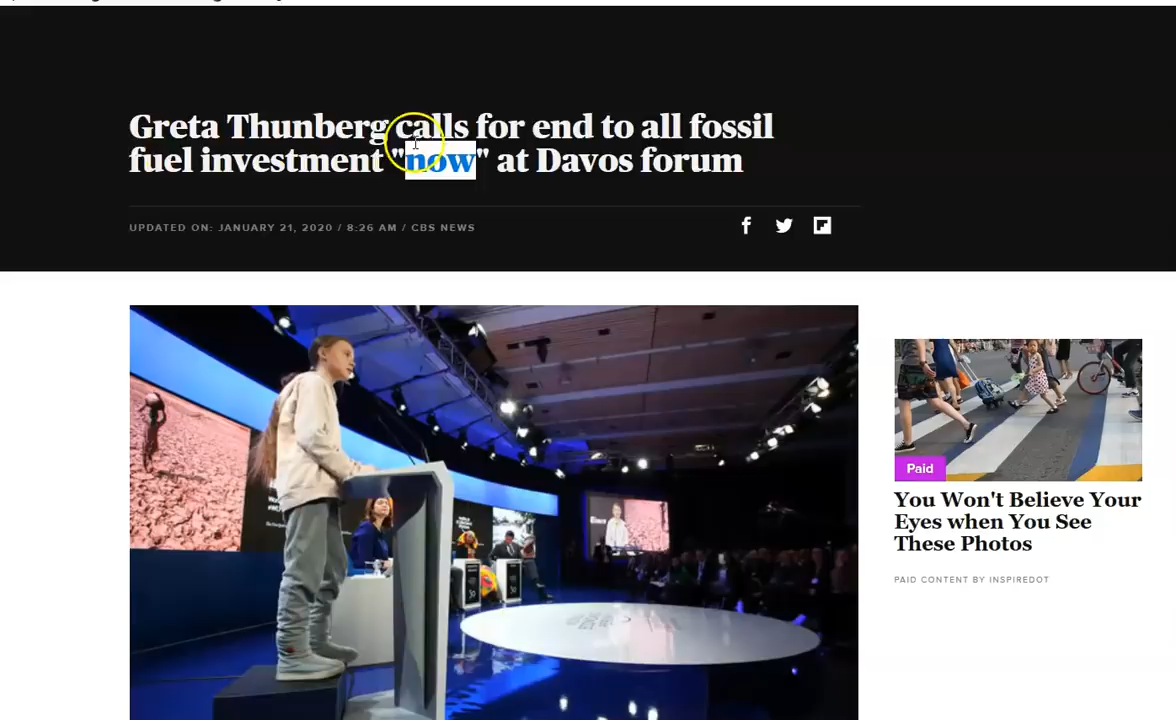 Greta Thunberg calls for end to all fossil
fuel investment "now" at Davos forum
UPDATED ON: JANUARY 21, 2020 / 8:26 AM / CBS NEWS
Paid
You Won't Believe Your
Eyes when You See
These Photos
PAID CONTENT BY INSPIREDOT